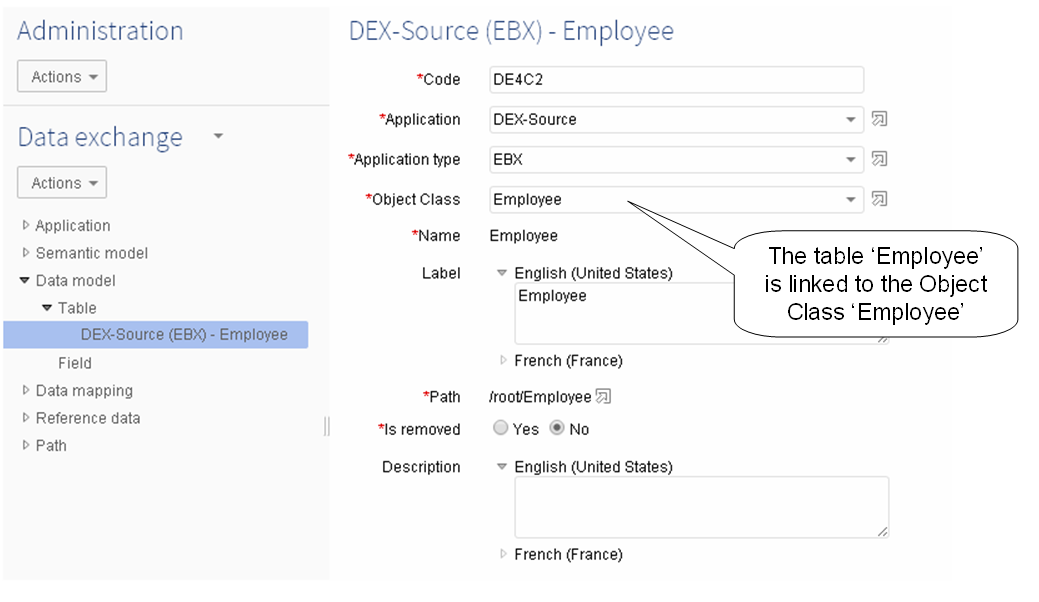 Administration
Actions
Data exchange
Actions
Application
Semantic model
Data model
Table
DEX-Source (EBX) - Employee
Field
Data mapping
Reference data
Path
DEX-Source (EBX) - Employee
*Code DE4C2
*Application DEX-Source
*Application type EBX
*Object Class Employee
*Name Employee
Label English (United States)
Employee
French (France)
The table ‘Employee’
is linked to the Object
Class ‘Employee’
*Path /root/Employee
*Is removed Yes No
Description English (United States)
French (France)